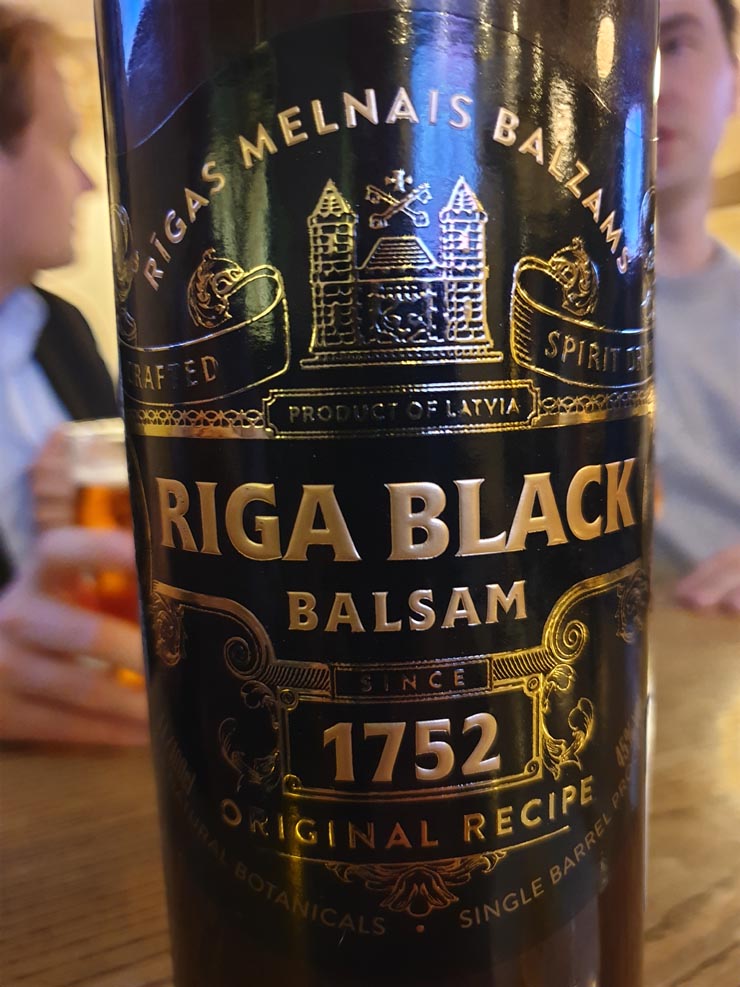 RĪGAS MELNAIS BALZAMS
CRAFTED
SPIRIT
PRODUCT OF LATVIA
RIGA BLACK
BALSAM
SINCE
1752
ORIGINAL RECIPE
BOTANICALS • SINGLE BARREL